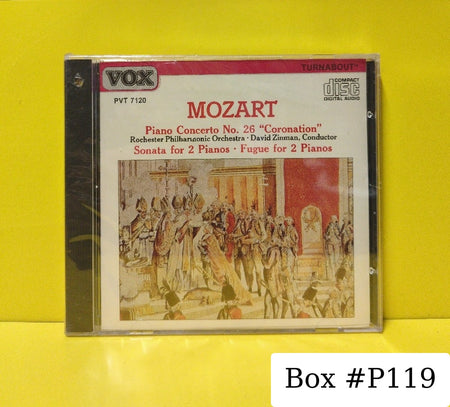 TURNABOUT™
VOX
PVT 7120
COMPACT
disc
DIGITAL AUDIO
MOZART
Piano Concerto No. 26 "Coronation"
Rochester Philharmonic Orchestra · David Zinman, Conductor
Sonata for 2 Pianos · Fugue for 2 Pianos
Box #P119